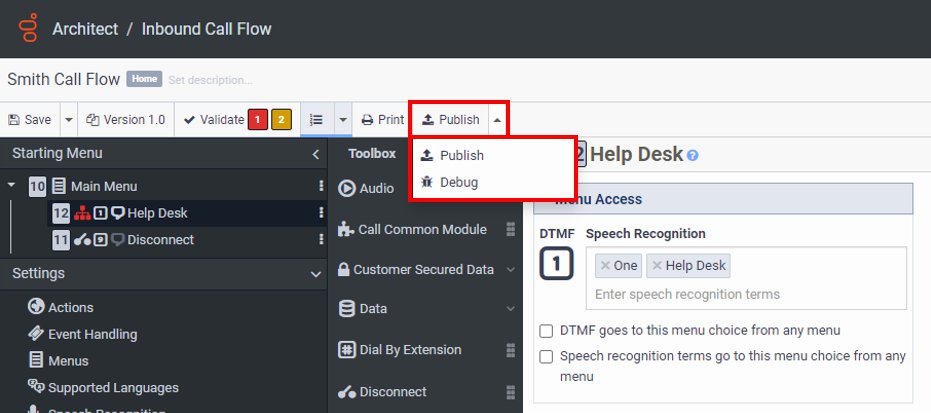 Architect / Inbound Call Flow
Smith Call Flow Home Set description...
Save Version 1.0 Validate 1 2 Print Publish
Starting Menu
10 Main Menu
12 1 Help Desk
11 9 Disconnect
Settings
Actions
Event Handling
Menus
Supported Languages
Speech Recognition
Toolbox
Audio
Call Common Module
Customer Secured Data
Data
Dial By Extension
Disconnect
Publish
Debug
2 Help Desk ?
Menu Access
DTMF Speech Recognition
1 × One × Help Desk
Enter speech recognition terms
DTMF goes to this menu choice from any menu
Speech recognition terms go to this menu choice from any
menu